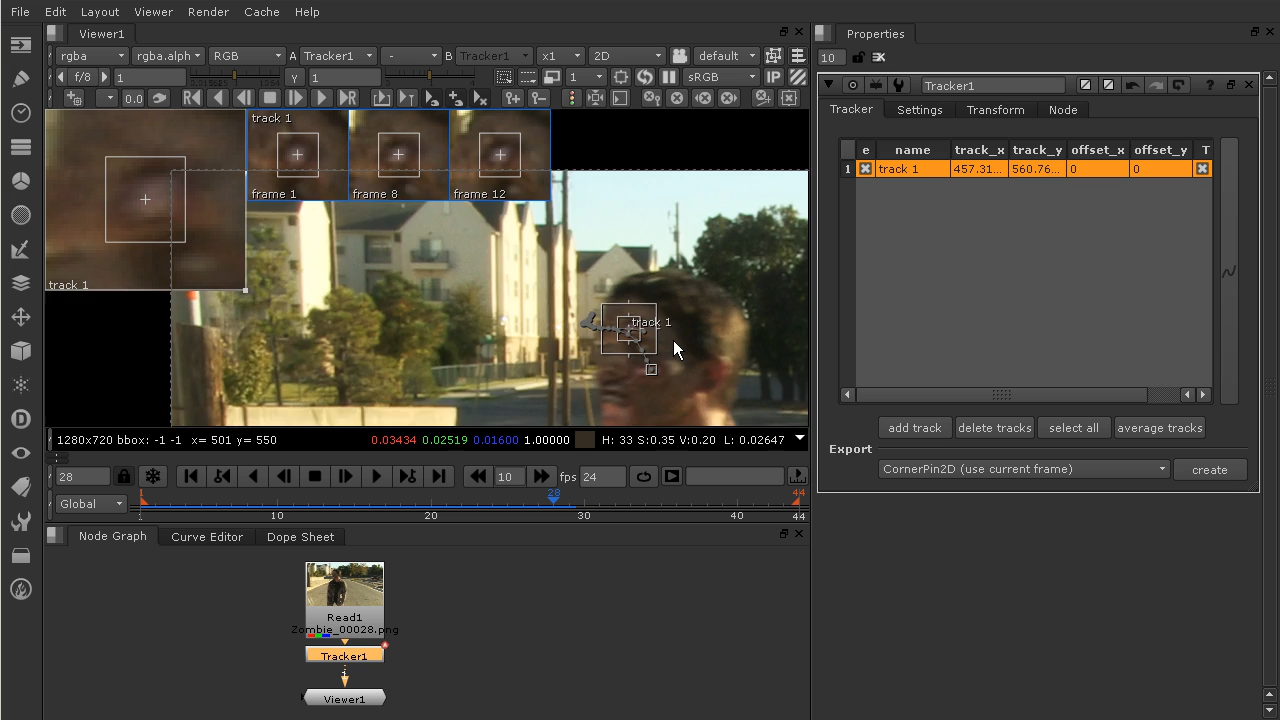 File Edit Layout Viewer Render Cache Help
Viewer1
rgba rgba.alph RGB A Tracker1 - B Tracker1 x1 2D default
f/8 1 y 1 1 sRGB IP
0.0
track 1
frame 1 frame 8 frame 12
track 1
track 1
1280x720 bbox: -1 -1 x= 501 y= 550 0.03434 0.02519 0.01600 1.00000 H: 33 S:0.35 V:0.20 L: 0.02647
28 10 fps 24
Global 1 10 20 28 30 40 44
1 44
Node Graph Curve Editor Dope Sheet
Read1
Zombie_00028.png
Tracker1
Viewer1
Properties
10
Tracker1
Tracker Settings Transform Node
e name track_x track_y offset_x offset_y T
1 track 1 457.31... 560.76... 0 0
add track delete tracks select all average tracks
Export
CornerPin2D (use current frame) create